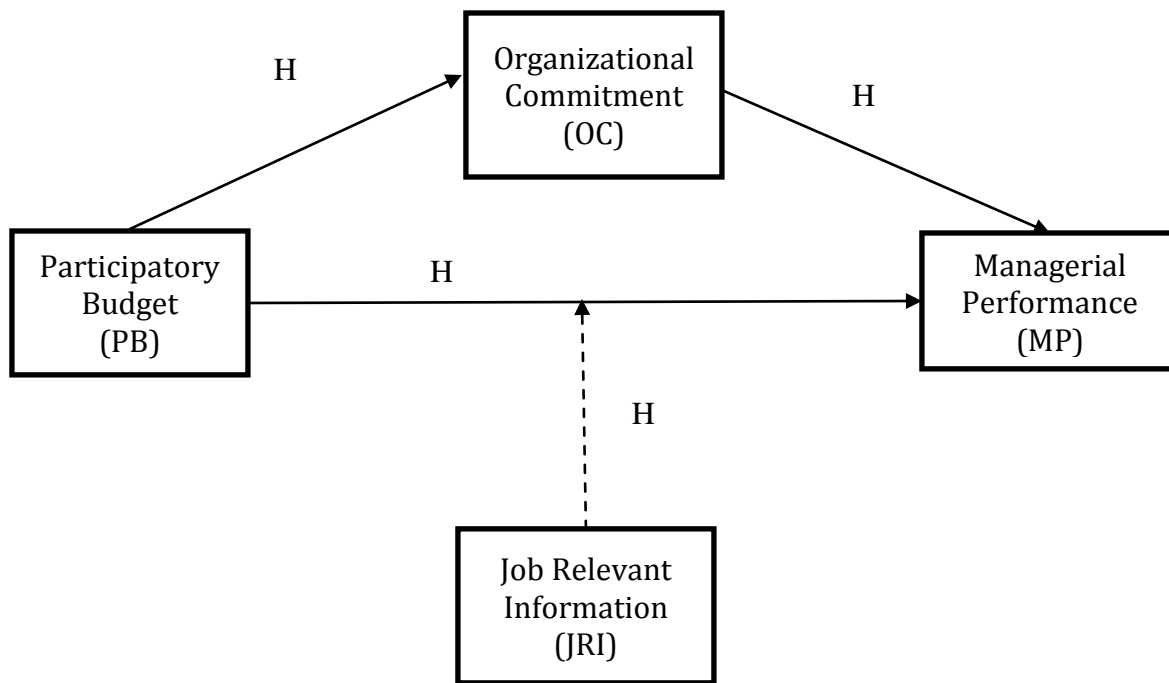 Organizational
Commitment
(OC)
H
H
Participatory
Budget
(PB)
H
Managerial
Performance
(MP)
H
Job Relevant
Information
(JRI)